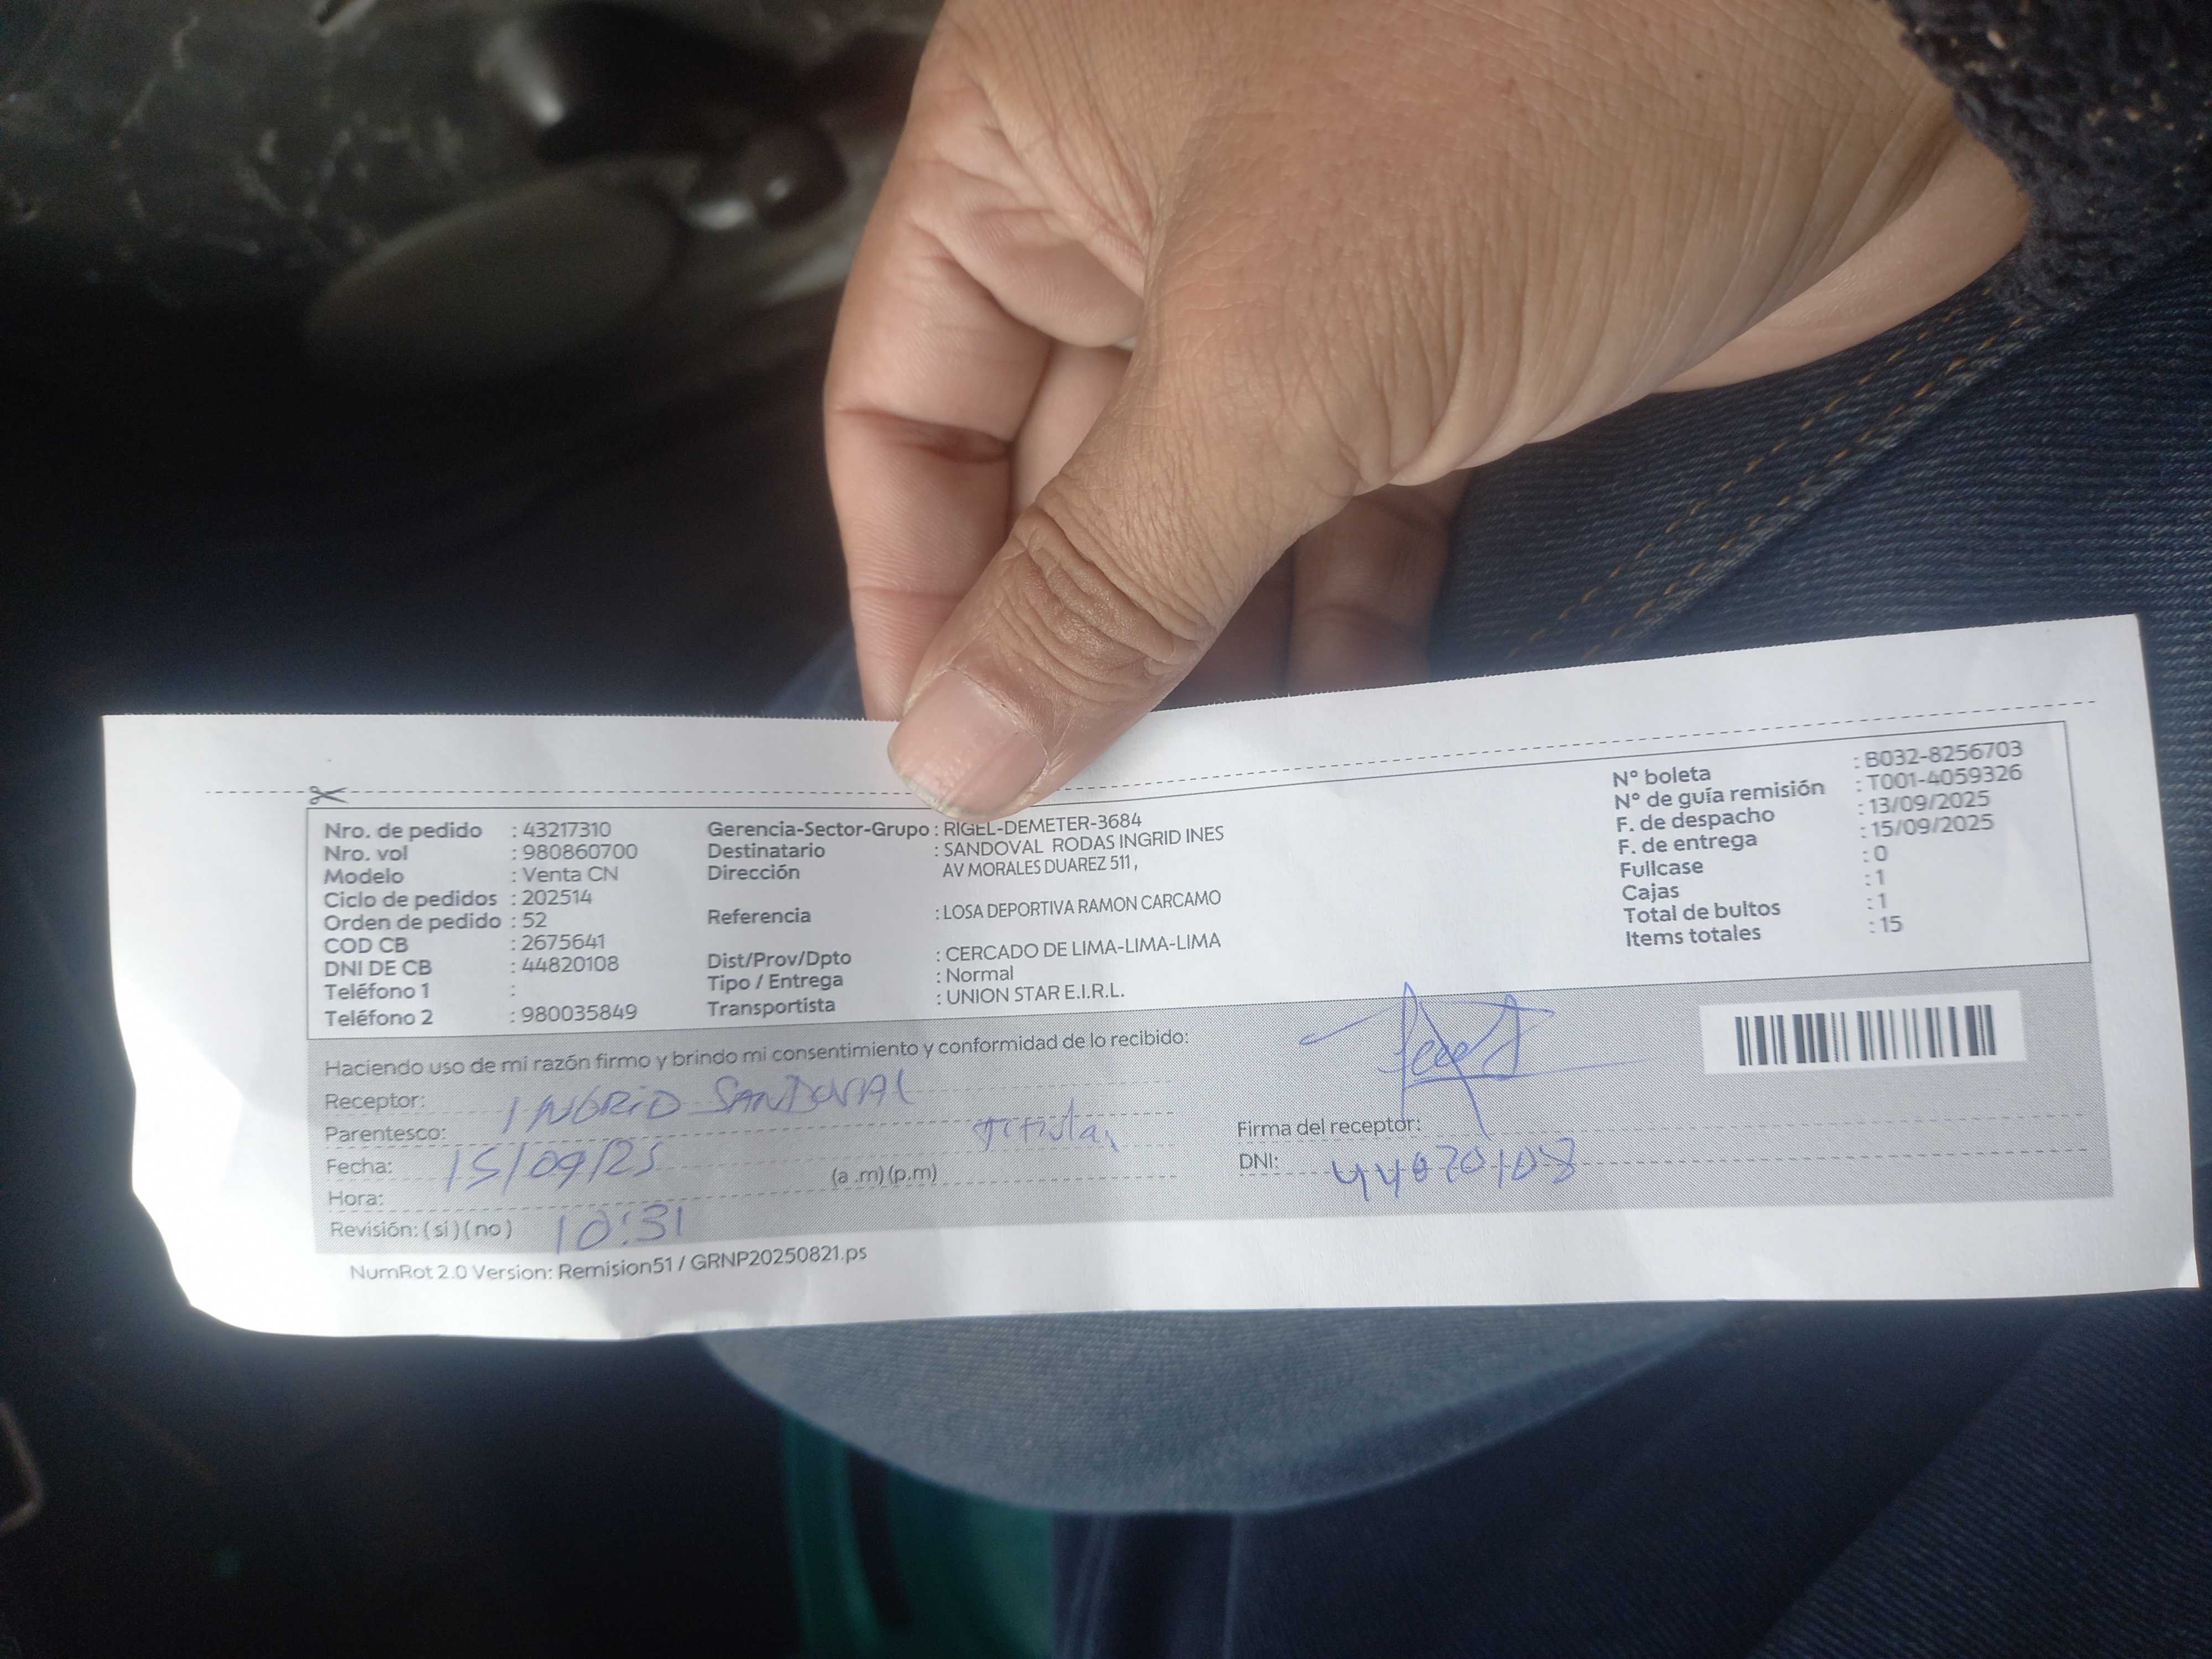 Nro. de pedido : 43217310
Nro. vol : 980860700
Modelo : Venta CN
Ciclo de pedidos : 202514
Orden de pedido : 52
COD CB : 2675641
DNI DE CB : 44820108
Teléfono 1 :
Teléfono 2 : 980035849
Gerencia-Sector-Grupo : RIGEL-DEMETER-3684
Destinatario : SANDOVAL RODAS INGRID INES
Dirección AV MORALES DUAREZ 511 ,
Referencia : LOSA DEPORTIVA RAMON CARCAMO
Dist/Prov/Dpto : CERCADO DE LIMA-LIMA-LIMA
Tipo / Entrega : Normal
Transportista : UNION STAR E.I.R.L.
N° boleta : B032-8256703
N° de guía remisión : T001-4059326
F. de despacho : 13/09/2025
F. de entrega : 15/09/2025
Fullcase : 0
Cajas : 1
Total de bultos : 1
Items totales : 15
Haciendo uso de mi razón firmo y brindo mi consentimiento y conformidad de lo recibido:
Receptor: INGRID SANDOVAL
Parentesco: titular
Fecha: 15/09/25
Hora: (a .m) (p.m)
Revisión: ( si ) ( no ) 10:31
Firma del receptor:
DNI: 44820108
NumRot 2.0 Version: Remision51 / GRNP20250821.ps